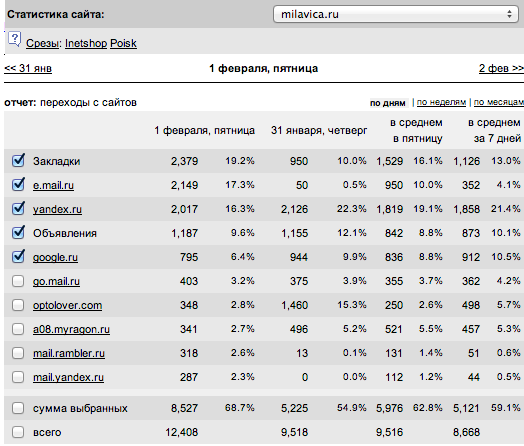 Статистика сайта: milavica.ru
? Срезы: Inetshop Poisk
<< 31 янв 1 февраля, пятница 2 фев >>
отчет: переходы с сайтов по дням | по неделям | по месяцам
1 февраля, пятница 31 января, четверг в среднем в пятницу в среднем за 7 дней
Закладки 2,379 19.2% 950 10.0% 1,529 16.1% 1,126 13.0%
e.mail.ru 2,149 17.3% 50 0.5% 950 10.0% 352 4.1%
yandex.ru 2,017 16.3% 2,126 22.3% 1,819 19.1% 1,858 21.4%
Объявления 1,187 9.6% 1,155 12.1% 842 8.8% 873 10.1%
google.ru 795 6.4% 944 9.9% 836 8.8% 912 10.5%
go.mail.ru 403 3.2% 375 3.9% 355 3.7% 362 4.2%
optolover.com 348 2.8% 1,460 15.3% 250 2.6% 498 5.7%
a08.myragon.ru 341 2.7% 496 5.2% 521 5.5% 457 5.3%
mail.rambler.ru 318 2.6% 13 0.1% 131 1.4% 51 0.6%
mail.yandex.ru 287 2.3% 0 0.0% 112 1.2% 44 0.5%
сумма выбранных 8,527 68.7% 5,225 54.9% 5,976 62.8% 5,121 59.1%
всего 12,408 9,518 9,516 8,668